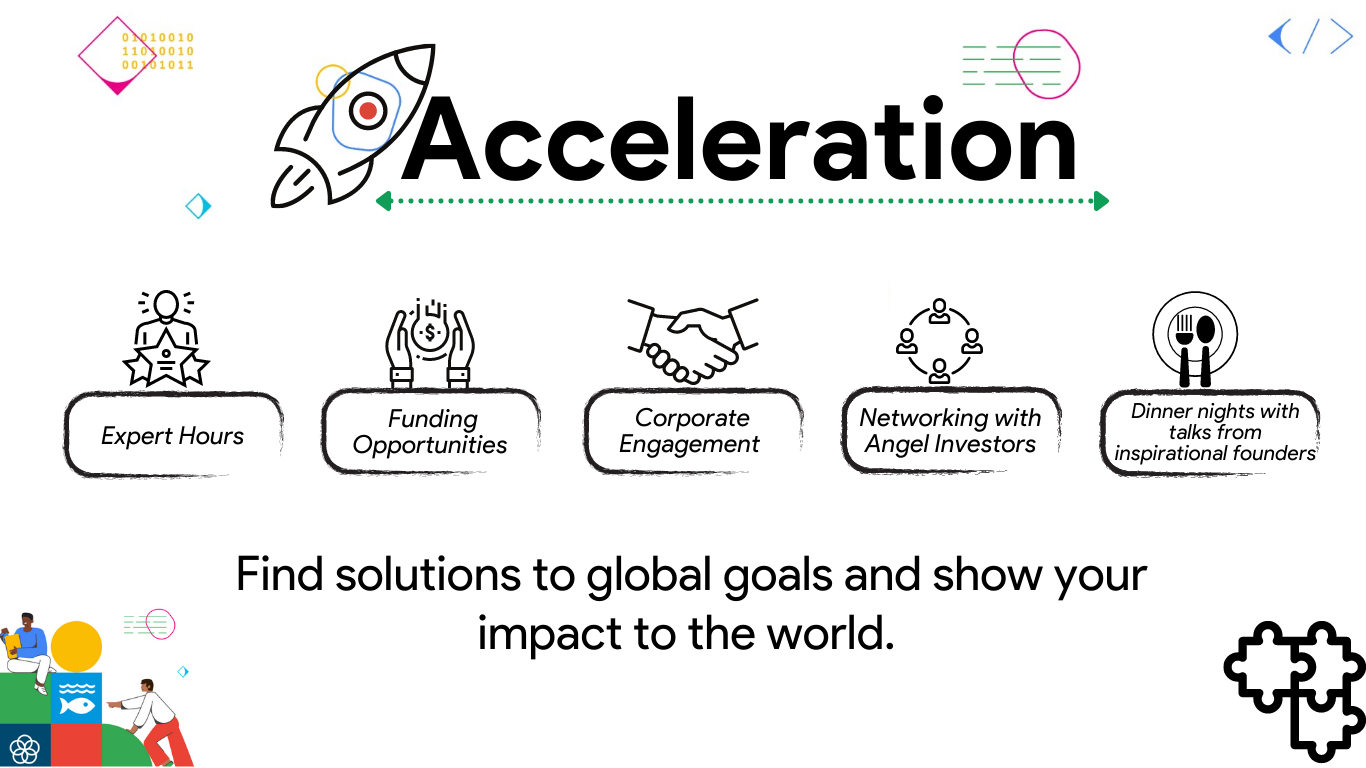 01010010
11010010
00101011
</>
Acceleration
Expert Hours
Funding
Opportunities
Corporate
Engagement
Networking with
Angel Investors
Dinner nights with
talks from
inspirational founders
$
Find solutions to global goals and show your
impact to the world.